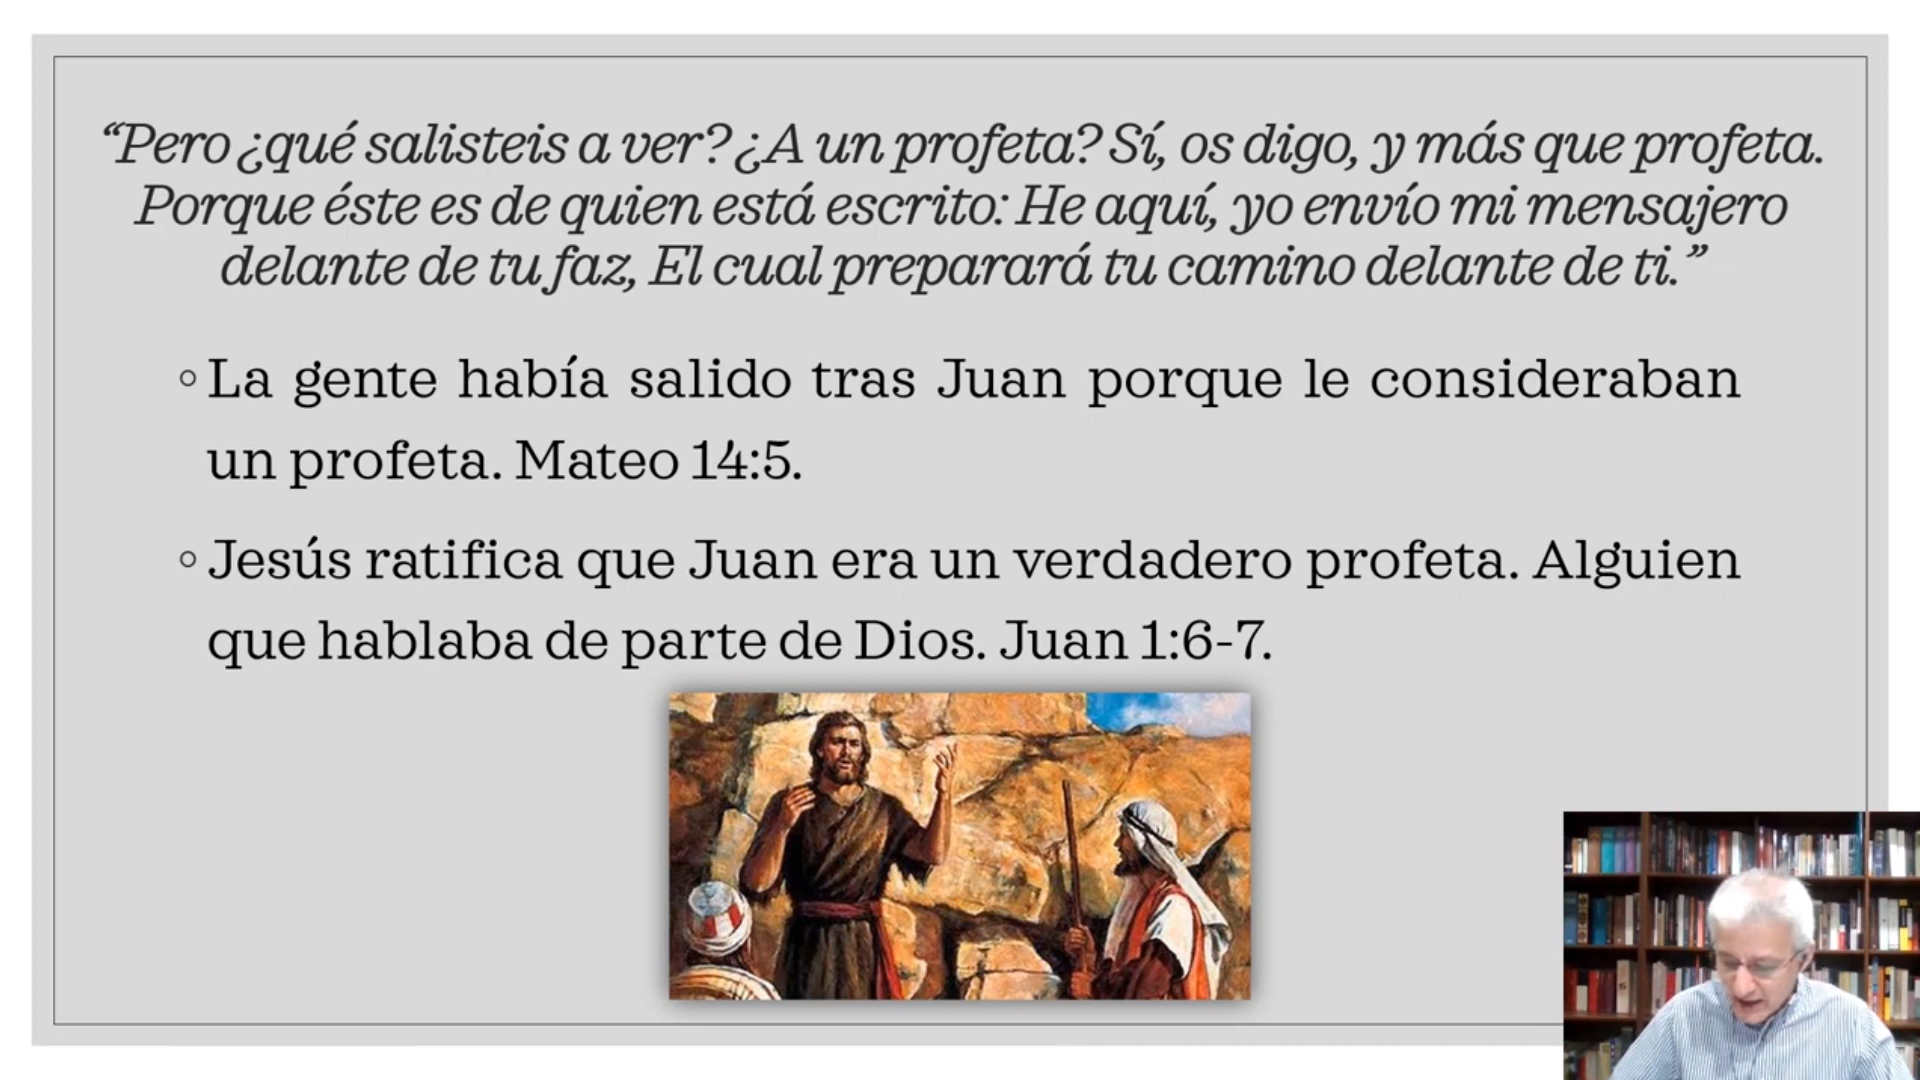 “Pero ¿qué salisteis a ver? ¿A un profeta? Sí, os digo, y más que profeta.
Porque éste es de quien está escrito: He aquí, yo envío mi mensajero
delante de tu faz, El cual preparará tu camino delante de ti.”
◦ La gente había salido tras Juan porque le consideraban
un profeta. Mateo 14:5.
◦ Jesús ratifica que Juan era un verdadero profeta. Alguien
que hablaba de parte de Dios. Juan 1:6-7.